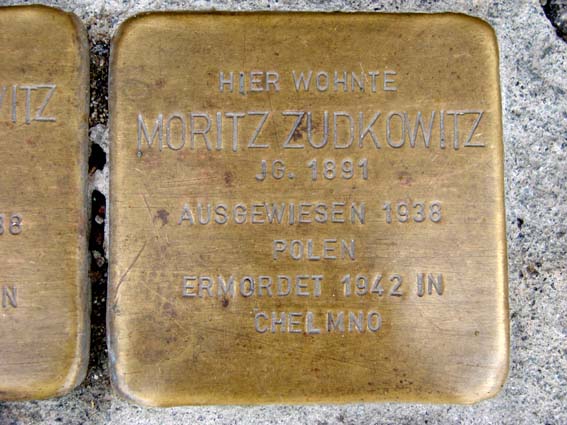 HIER WOHNTE
MORITZ ZUDKOWITZ
JG. 1891
AUSGEWIESEN 1938
POLEN
ERMORDET 1942 IN
CHELMNO